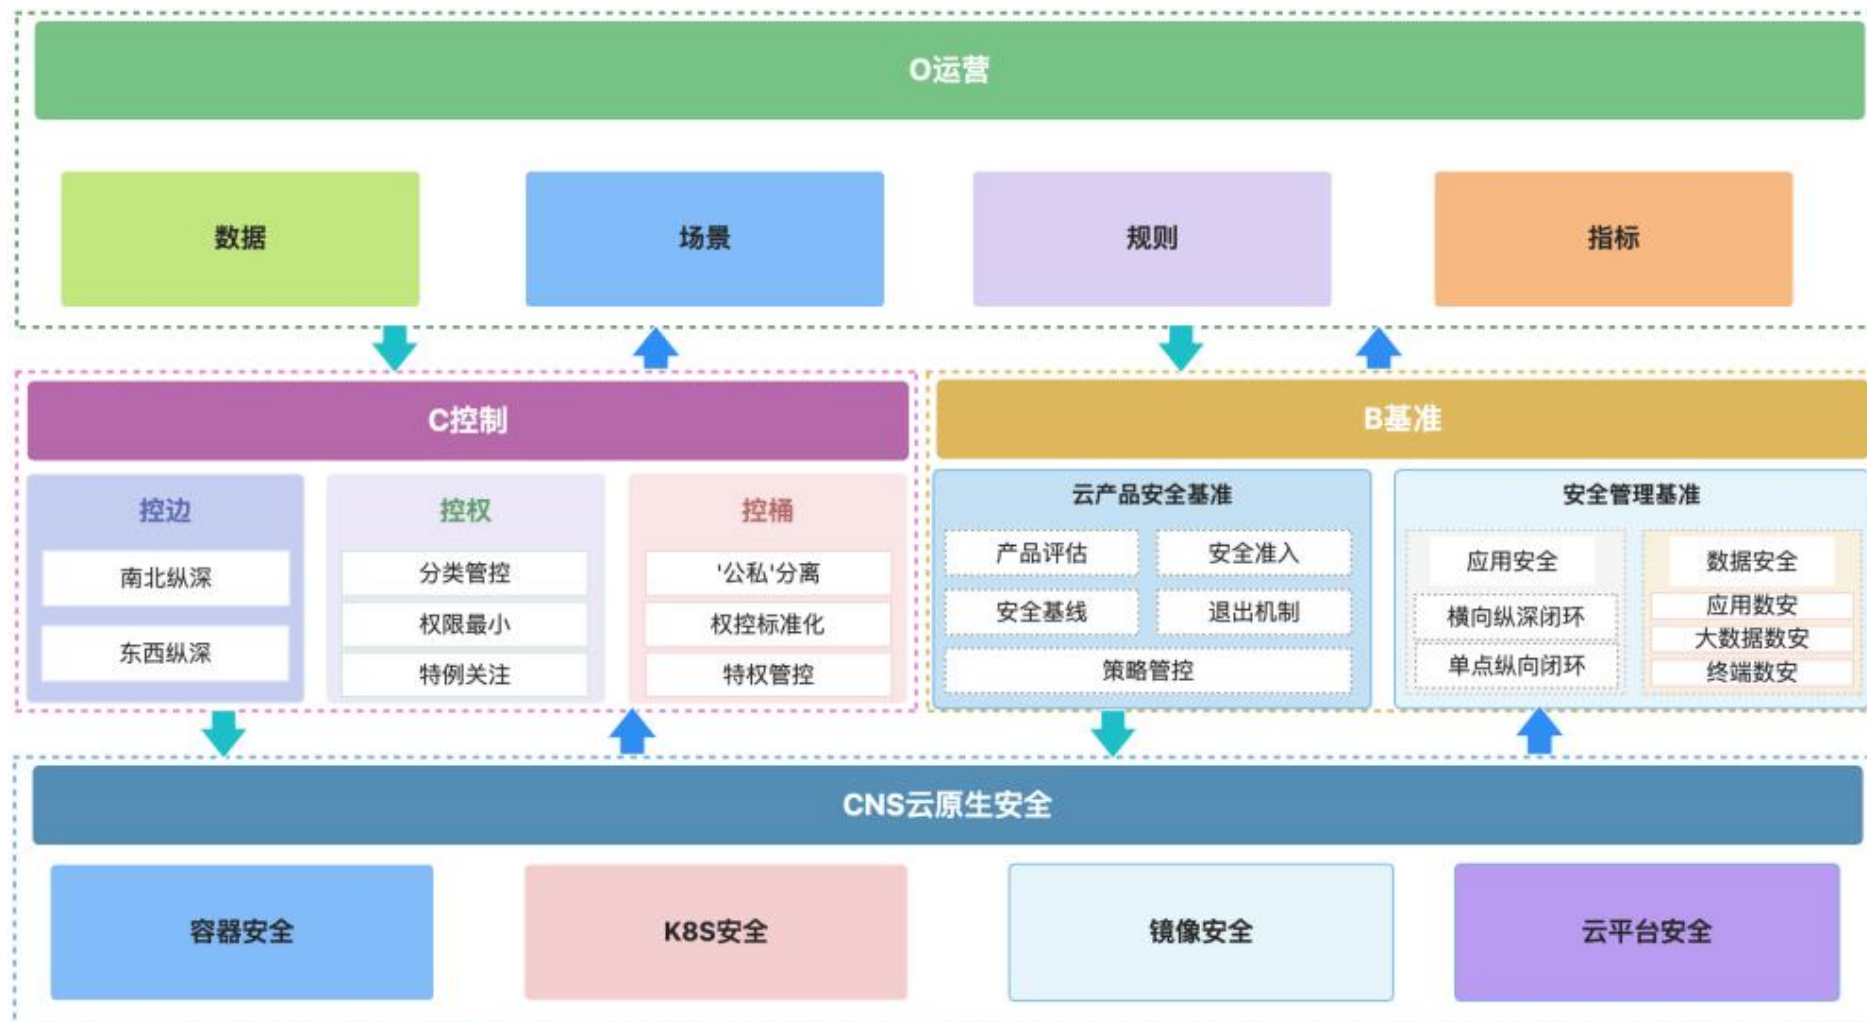 O运营
数据
场景
规则
指标
C控制
控边
南北纵深
东西纵深
控权
分类管控
权限最小
特例关注
控桶
'公私'分离
权控标准化
特权管控
B基准
云产品安全基准
产品评估
安全准入
安全基线
退出机制
策略管控
安全管理基准
应用安全
横向纵深闭环
单点纵向闭环
数据安全
应用数安
大数据数安
终端数安
CNS云原生安全
容器安全
K8S安全
镜像安全
云平台安全